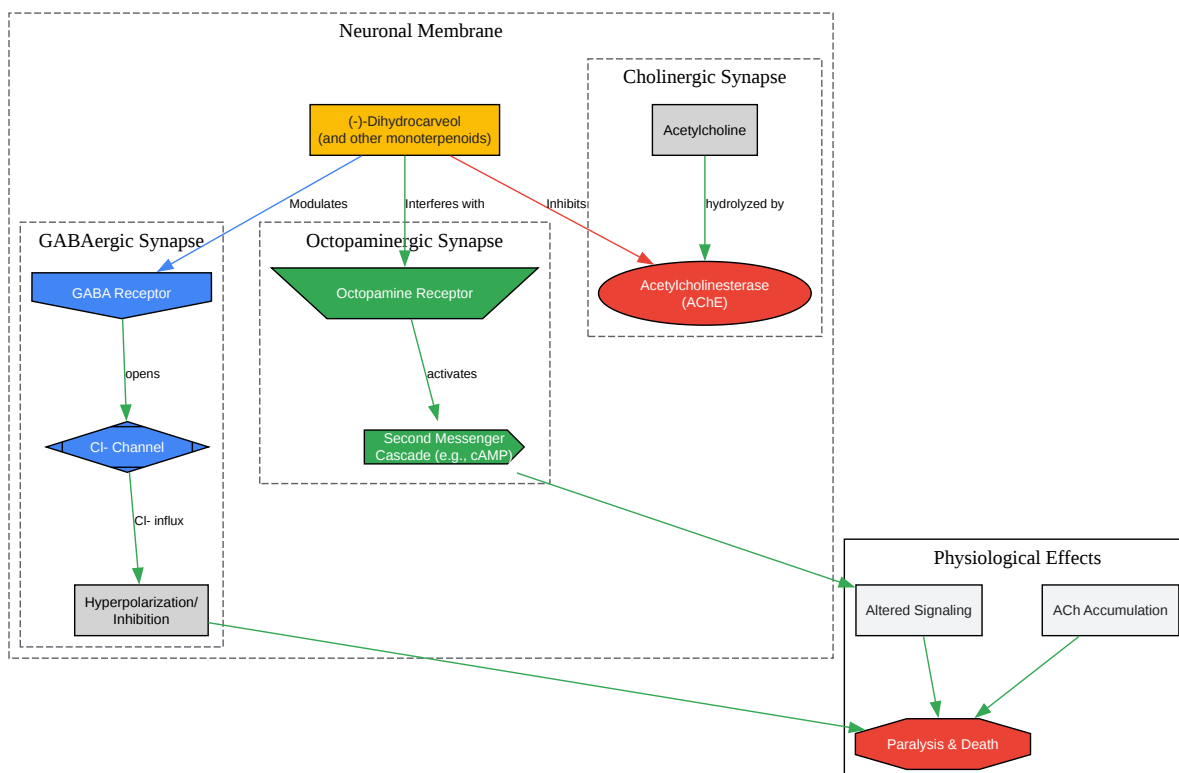 Neuronal Membrane
Cholinergic Synapse
(-)-Dihydrocarveol
(and other monoterpenoids)
Acetylcholine
Modulates
Interferes with
Inhibits
hydrolyzed by
GABAergic Synapse
Octopaminergic Synapse
GABA Receptor
Octopamine Receptor
Acetylcholinesterase
(AChE)
opens
activates
Cl- Channel
Second Messenger
Cascade (e.g., cAMP)
Cl- influx
Physiological Effects
Hyperpolarization/
Inhibition
Altered Signaling
ACh Accumulation
Paralysis & Death